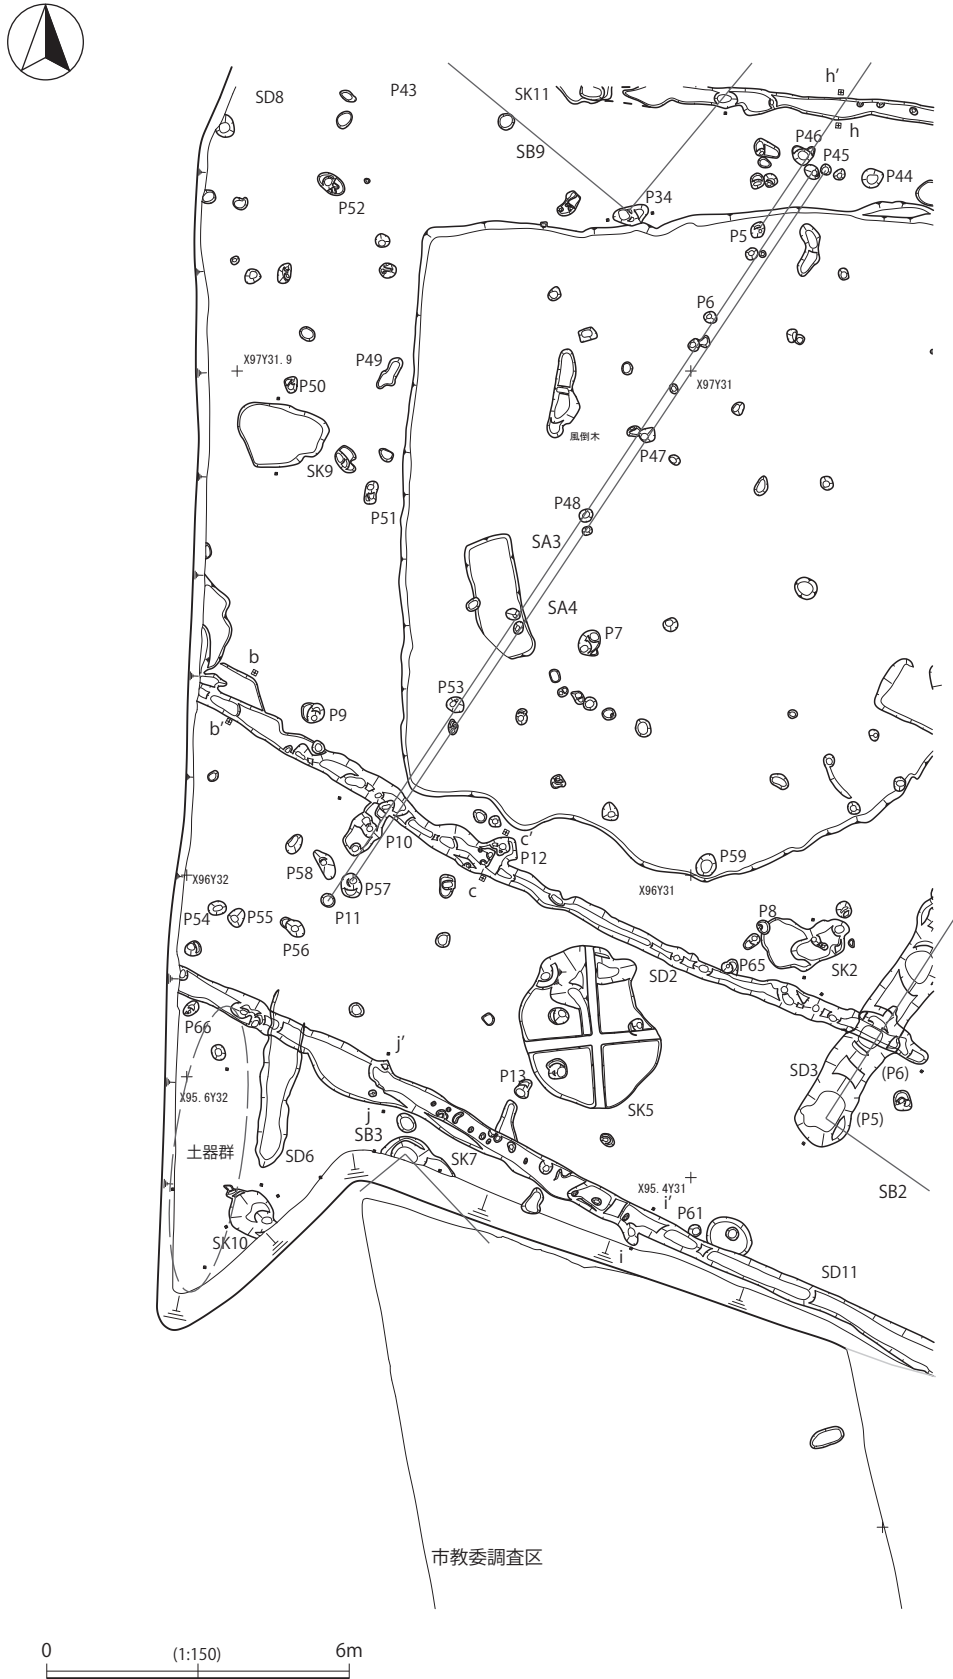 h'
SD8
P43
SK11
h
SB9
P46
P45
P44
P52
P34
P5
P6
X97Y31.9
P49
X97Y31
P50
風倒木
P47
SK9
P51
P48
SA3
SA4
P7
b
P53
P9
b'
P10
c'
P12
P59
P58
P57
X96Y32
c
X96Y31
P11
P54
P55
P56
P8
P65
SK2
SD2
P66
j'
SD3
(P6)
X95.6Y32
P13
j
SK5
(P5)
土器群
SB3
SD6
SK7
X95.4Y31
SB2
i'
P61
SK10
i
SD11
市教委調査区
0
(1:150)
6m